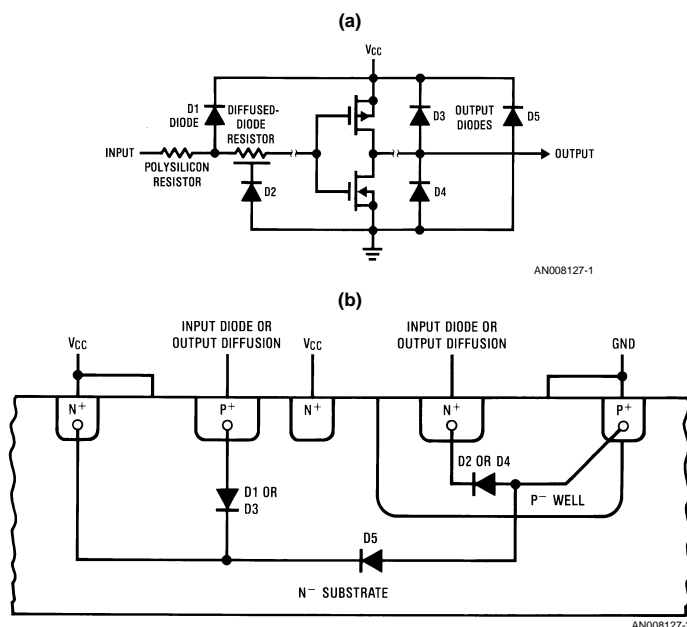 (a)
VCC
D1
DIODE
DIFFUSED-
DIODE
RESISTOR
D3
OUTPUT
DIODES
D5
INPUT
POLYSILICON
RESISTOR
OUTPUT
D2
D4
AN008127-1
(b)
VCC
INPUT DIODE OR
OUTPUT DIFFUSION
VCC
INPUT DIODE OR
OUTPUT DIFFUSION
GND
N+
P+
N+
N+
P+
D2 OR D4
P− WELL
D1 OR
D3
D5
N− SUBSTRATE